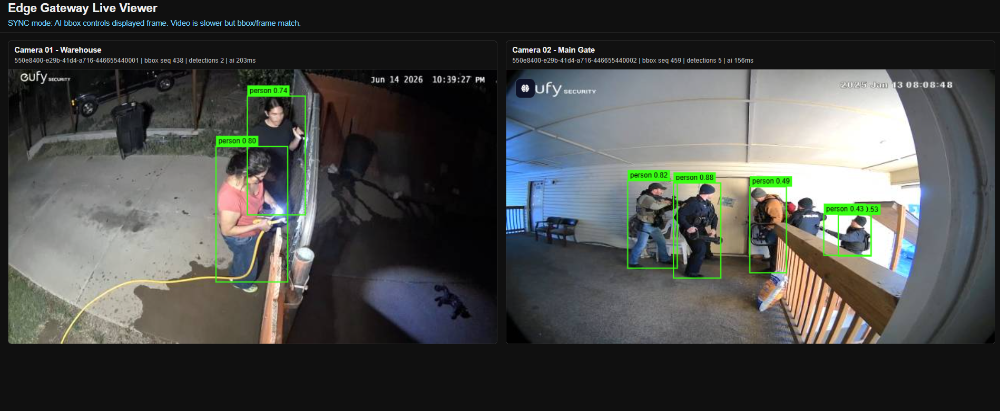 Edge Gateway Live Viewer
SYNC mode: AI bbox controls displayed frame. Video is slower but bbox/frame match.
Camera 01 - Warehouse
550e8400-e29b-41d4-a716-446655440001 | bbox seq 438 | detections 2 | ai 203ms
eufy SECURITY
Jun 14 2026 10:39:27 PM
person 0.74
person 0.80
Camera 02 - Main Gate
550e8400-e29b-41d4-a716-446655440002 | bbox seq 459 | detections 5 | ai 156ms
ufy SECURITY
2025 Jan 13 08:08:48
person 0.82
person 0.88
person 0.49
person 0.43
0.53
POLICE